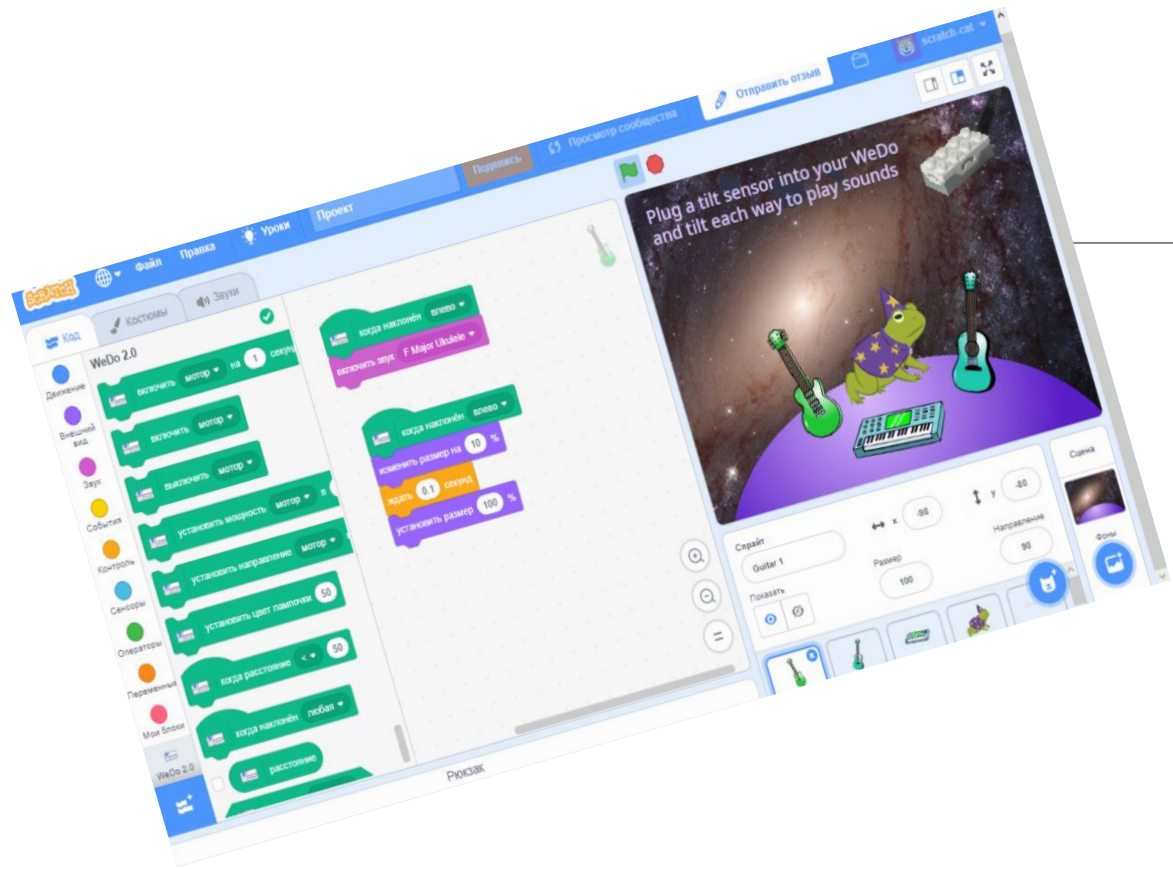 SCRATCH
Файл
Правка
Уроки
Проект
Поделись
Просмотр сообщества
Отправить отзыв
scratch-cat
Код
Костюмы
Звуки
Движение
Внешний вид
Звук
События
Контроль
Сенсоры
Операторы
Переменные
Мои блоки
WeDo 2.0
WeDo 2.0
включить мотор на 1 секунд
включить мотор
выключить мотор
установить мощность мотор в
установить направление мотор
установить цвет лампочки 50
когда расстояние < 50
когда наклонён любая
расстояние
когда наклонён влево
включить звук F Major Ukulele
когда наклонён влево
изменить размер на 10 %
ждать 0.1 секунд
установить размер 100 %
Рюкзак
Plug a tilt sensor into your WeDo
and tilt each way to play sounds
Спрайт
Guitar 1
x -90
y -80
Показать
Размер
100
Направление
90
Сцена
Фоны